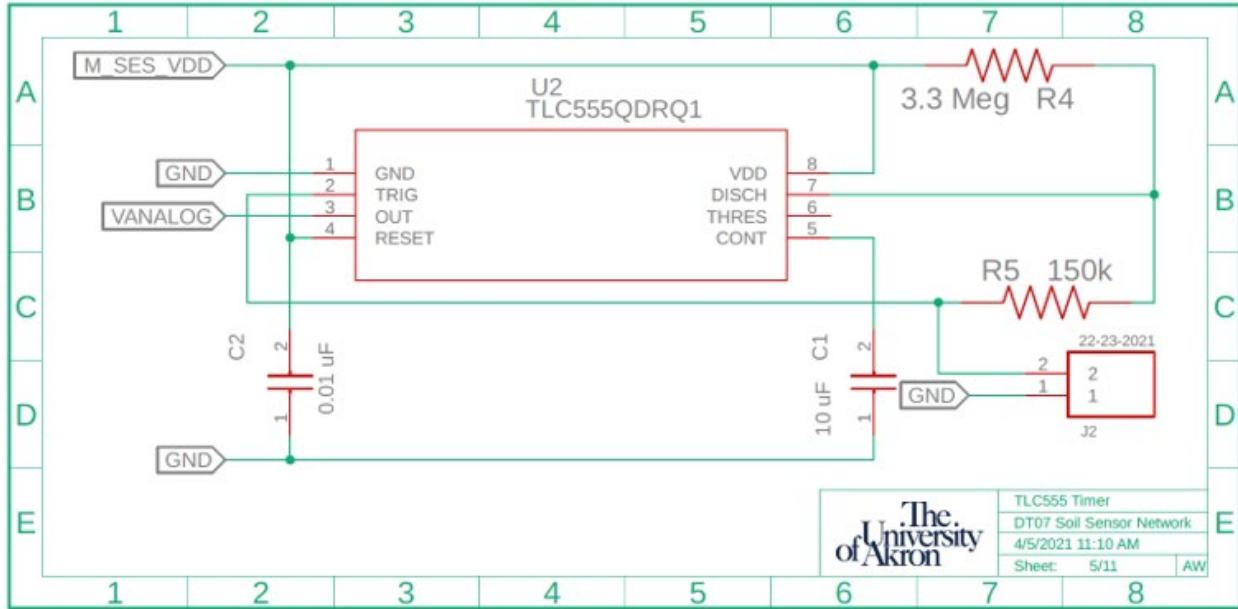 1 2 3 4 5 6 7 8
A A
M_SES_VDD
3.3 Meg R4
U2
TLC555QDRQ1
B B
GND
1 GND VDD 8
2 TRIG DISCH 7
VANALOG
3 OUT THRES 6
4 RESET CONT 5
C C
R5 150k
C2 2 0.01 uF 1
C1 2 10 uF 1
22-23-2021
2 2
GND
1 1
J2
D D
GND
E E
The
University
of Akron
TLC555 Timer
DT07 Soil Sensor Network
4/5/2021 11:10 AM
Sheet: 5/11 AW
1 2 3 4 5 6 7 8